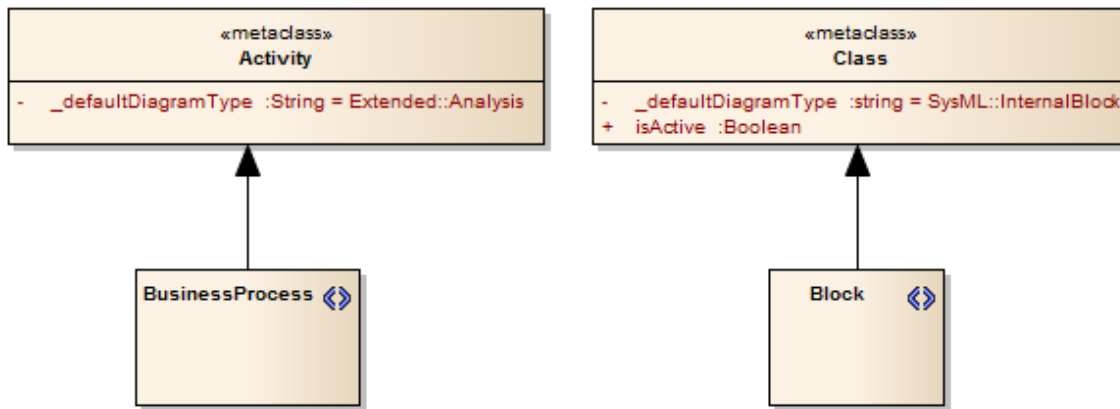 «metaclass»
Activity
- _defaultDiagramType :String = Extended::Analysis
«metaclass»
Class
- _defaultDiagramType :string = SysML::InternalBlock
+ isActive :Boolean
BusinessProcess
Block